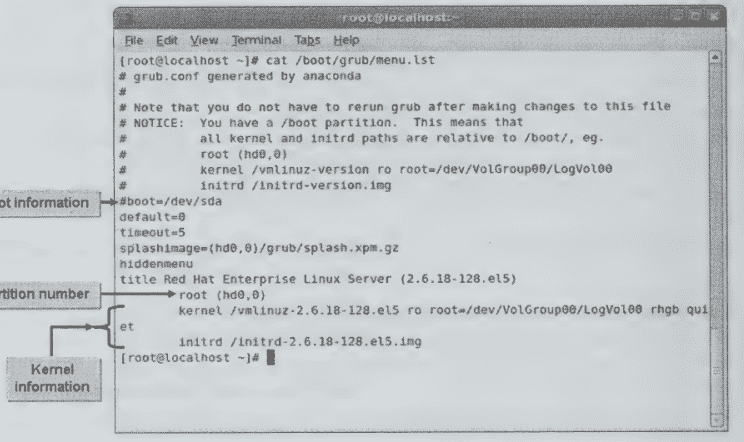 root@localhost:~
File Edit View Terminal Tabs Help
[root@localhost ~]# cat /boot/grub/menu.lst
# grub.conf generated by anaconda
#
# Note that you do not have to rerun grub after making changes to this file
# NOTICE:  You have a /boot partition.  This means that
#          all kernel and initrd paths are relative to /boot/, eg.
#          root (hd0,0)
#          kernel /vmlinuz-version ro root=/dev/VolGroup00/LogVol00
#          initrd /initrd-version.img
#boot=/dev/sda
default=0
timeout=5
splashimage=(hd0,0)/grub/splash.xpm.gz
hiddenmenu
title Red Hat Enterprise Linux Server (2.6.18-128.el5)
        root (hd0,0)
        kernel /vmlinuz-2.6.18-128.el5 ro root=/dev/VolGroup00/LogVol00 rhgb qui
et
        initrd /initrd-2.6.18-128.el5.img
[root@localhost ~]#
ot information
rtition number
Kernel
information